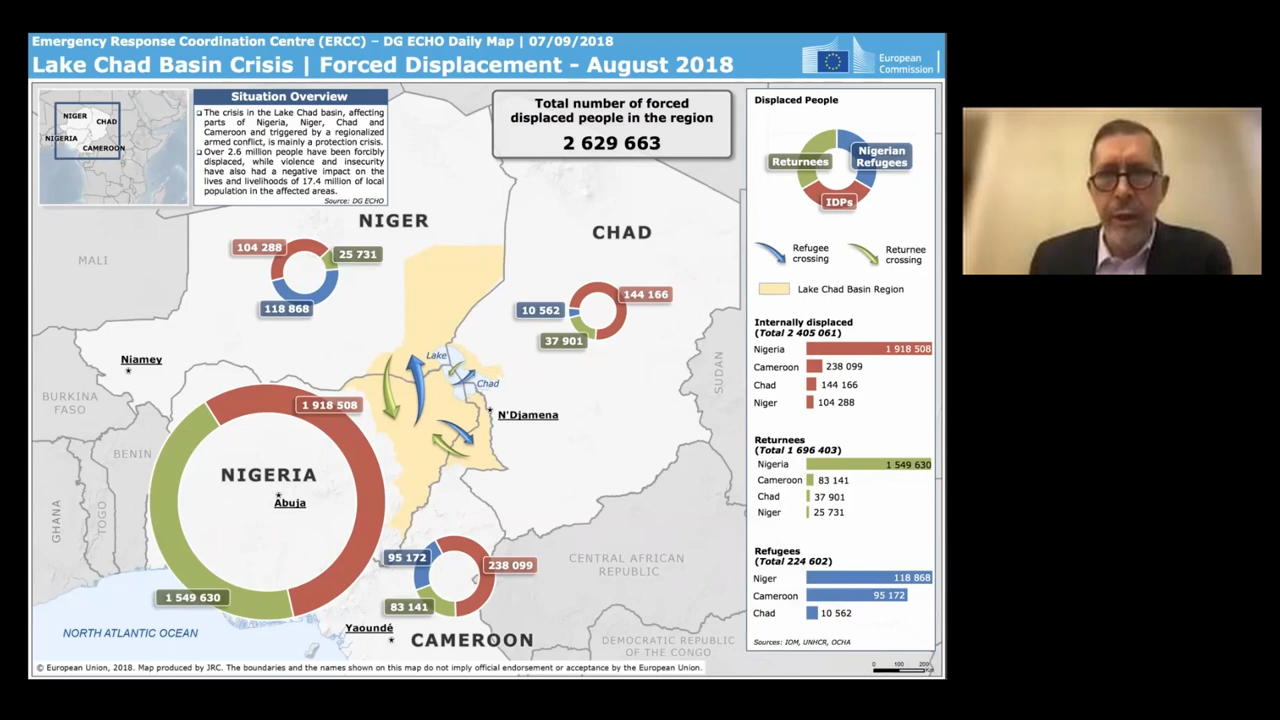 Emergency Response Coordination Centre (ERCC) – DG ECHO Daily Map | 07/09/2018
Lake Chad Basin Crisis | Forced Displacement - August 2018
European
Commission
NIGER
CHAD
NIGERIA
CAMEROON
Situation Overview
❑ The crisis in the Lake Chad basin, affecting
parts of Nigeria, Niger, Chad and
Cameroon and triggered by a regionalized
armed conflict, is mainly a protection crisis.
❑ Over 2.6 million people have been forcibly
displaced, while violence and insecurity
have also had a negative impact on the
lives and livelihoods of 17.4 million of local
population in the affected areas.
Source: DG ECHO
Total number of forced
displaced people in the region
2 629 663
NIGER
104 288
25 731
118 868
CHAD
144 166
10 562
37 901
MALI
Niamey
BURKINA
FASO
BENIN
GHANA
TOGO
Lake
Chad
N'Djamena
SUDAN
1 918 508
NIGERIA
Abuja
1 549 630
NORTH ATLANTIC OCEAN
95 172
238 099
83 141
Yaoundé
CAMEROON
CENTRAL AFRICAN
REPUBLIC
DEMOCRATIC REPUBLIC
OF THE CONGO
© European Union, 2018. Map produced by JRC. The boundaries and the names shown on this map do not imply official endorsement or acceptance by the European Union.
0 100 200
Displaced People
Returnees
Nigerian
Refugees
IDPs
Refugee
crossing
Returnee
crossing
Lake Chad Basin Region
Internally displaced
(Total 2 405 061)
Nigeria 1 918 508
Cameroon 238 099
Chad 144 166
Niger 104 288
Returnees
(Total 1 696 403)
Nigeria 1 549 630
Cameroon 83 141
Chad 37 901
Niger 25 731
Refugees
(Total 224 602)
Niger 118 868
Cameroon 95 172
Chad 10 562
Sources: IOM, UNHCR, OCHA